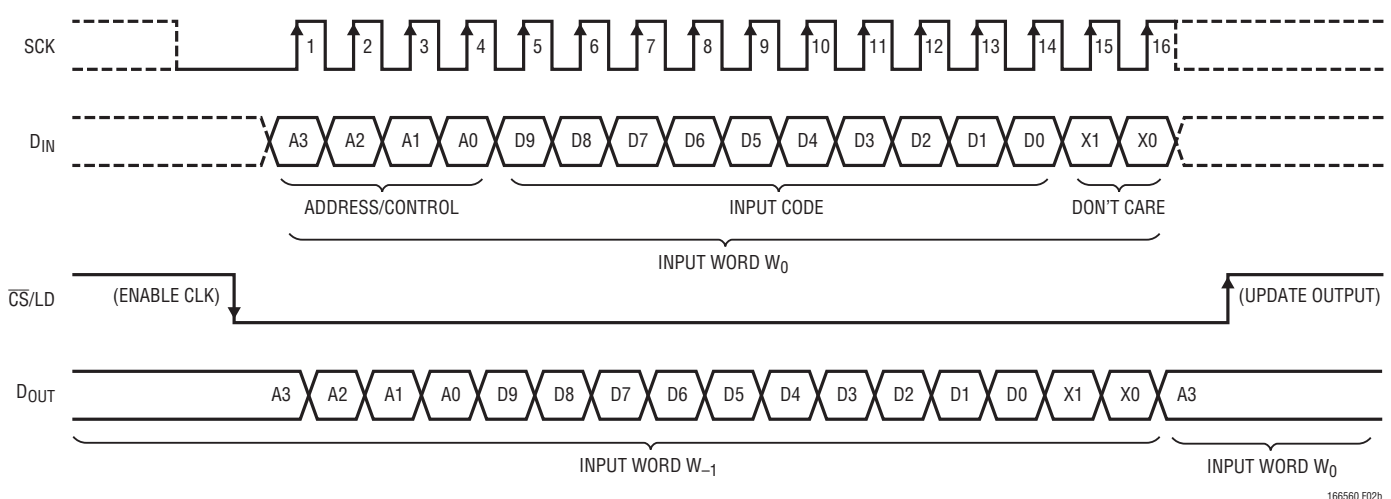 SCK 1 2 3 4 5 6 7 8 9 10 11 12 13 14 15 16
DIN A3 A2 A1 A0 D9 D8 D7 D6 D5 D4 D3 D2 D1 D0 X1 X0
ADDRESS/CONTROL INPUT CODE DON'T CARE
INPUT WORD W0
CS/LD (ENABLE CLK) (UPDATE OUTPUT)
DOUT A3 A2 A1 A0 D9 D8 D7 D6 D5 D4 D3 D2 D1 D0 X1 X0 A3
INPUT WORD W–1 INPUT WORD W0
166560 F02b